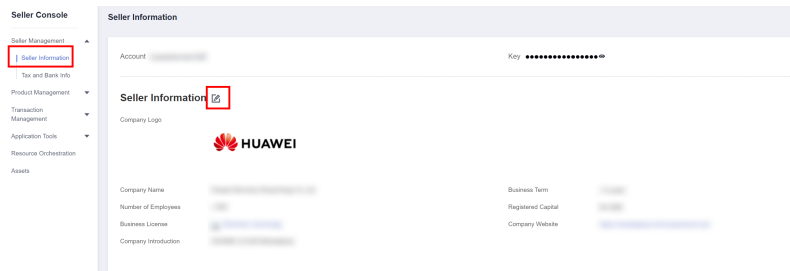 Seller Console
Seller Information
Seller Management
Seller Information
Tax and Bank Info
Product Management
Transaction
Management
Application Tools
Resource Orchestration
Assets
Account
Key ●●●●●●●●●●●●●●●●
Seller Information
Company Logo
HUAWEI
Company Name
Business Term
Number of Employees
Registered Capital
Business License
Company Website
Company Introduction